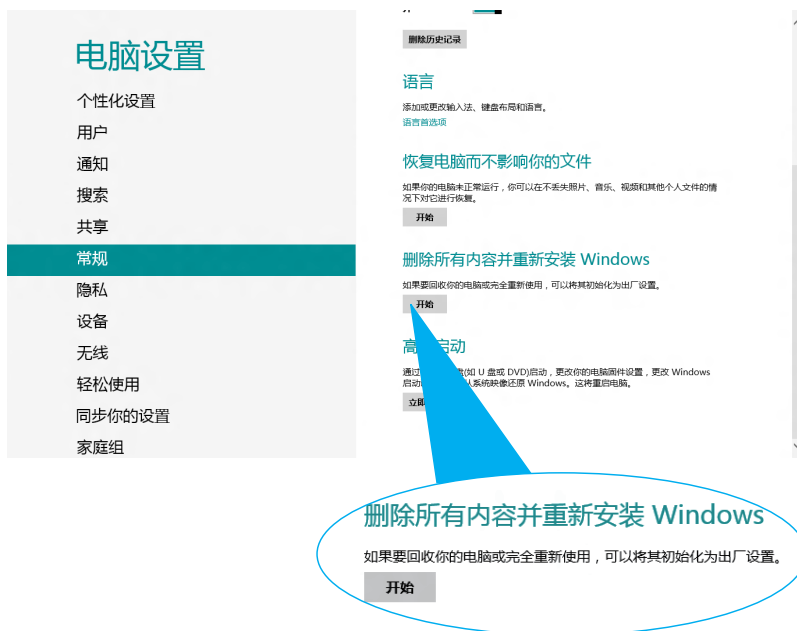 电脑设置
个性化设置
用户
通知
搜索
共享
常规
隐私
设备
无线
轻松使用
同步你的设置
家庭组
删除历史记录
语言
添加或更改输入法、键盘布局和语言。
语言首选项
恢复电脑而不影响你的文件
如果你的电脑未正常运行，你可以在不丢失照片、音乐、视频和其他个人文件的情
况下对它进行恢复。
开始
删除所有内容并重新安装 Windows
如果要回收你的电脑或完全重新使用，可以将其初始化为出厂设置。
开始
高 启动
通过 (如 U 盘或 DVD)启动，更改你的电脑固件设置，更改 Windows
启动 从系统映像还原 Windows。这将重启电脑。
立即
删除所有内容并重新安装 Windows
如果要回收你的电脑或完全重新使用，可以将其初始化为出厂设置。
开始